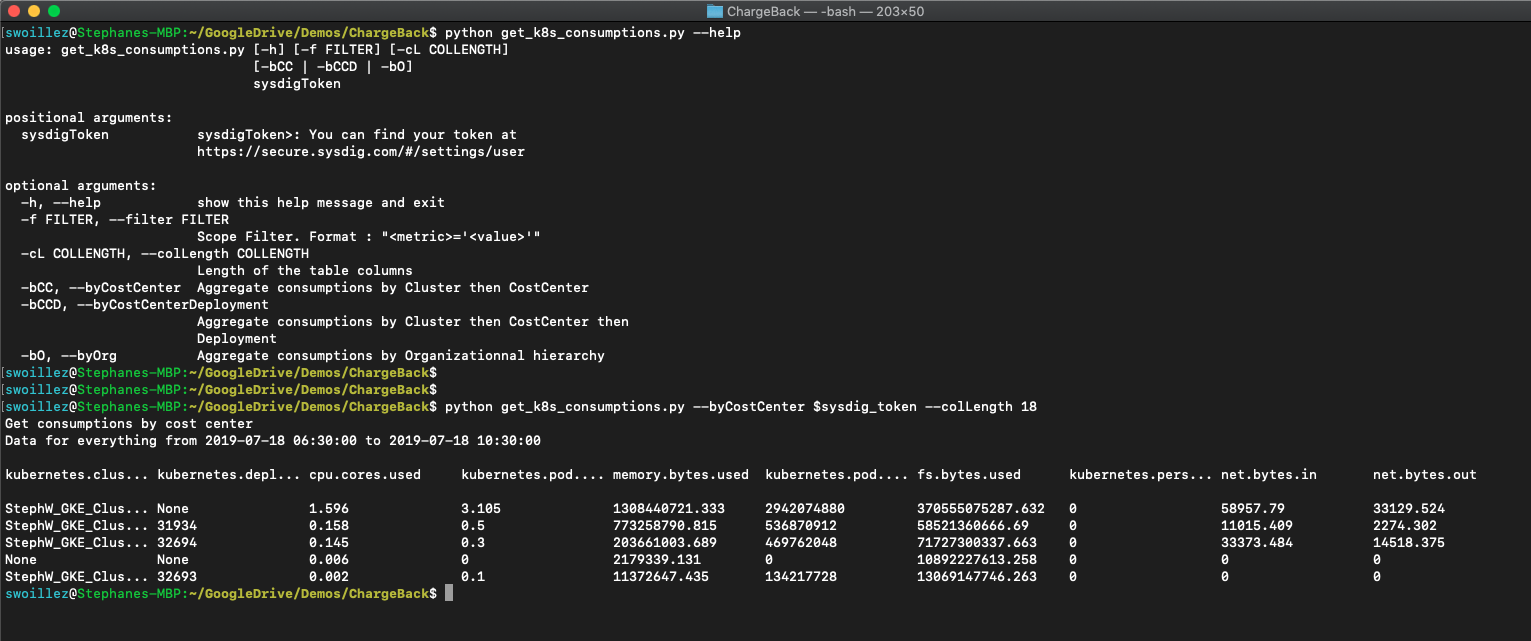 ChargeBack — -bash — 203×50
[swoillez@Stephanes-MBP:~/GoogleDrive/Demos/ChargeBack$ python get_k8s_consumptions.py --help
usage: get_k8s_consumptions.py [-h] [-f FILTER] [-cL COLLENGTH]
                               [-bCC | -bCCD | -bO]
                               sysdigToken

positional arguments:
  sysdigToken           sysdigToken>: You can find your token at
                        https://secure.sysdig.com/#/settings/user

optional arguments:
  -h, --help            show this help message and exit
  -f FILTER, --filter FILTER
                        Scope Filter. Format : "<metric>='<value>'"
  -cL COLLENGTH, --colLength COLLENGTH
                        Length of the table columns
  -bCC, --byCostCenter  Aggregate consumptions by Cluster then CostCenter
  -bCCD, --byCostCenterDeployment
                        Aggregate consumptions by Cluster then CostCenter then
                        Deployment
  -bO, --byOrg          Aggregate consumptions by Organizationnal hierarchy
[swoillez@Stephanes-MBP:~/GoogleDrive/Demos/ChargeBack$
[swoillez@Stephanes-MBP:~/GoogleDrive/Demos/ChargeBack$
[swoillez@Stephanes-MBP:~/GoogleDrive/Demos/ChargeBack$ python get_k8s_consumptions.py --byCostCenter $sysdig_token --colLength 18
Get consumptions by cost center
Data for everything from 2019-07-18 06:30:00 to 2019-07-18 10:30:00

kubernetes.clus... kubernetes.depl... cpu.cores.used     kubernetes.pod.... memory.bytes.used  kubernetes.pod.... fs.bytes.used      kubernetes.pers... net.bytes.in       net.bytes.out

StephW_GKE_Clus... None               1.596              3.105              1308440721.333     2942074880         370555075287.632   0                  58957.79           33129.524
StephW_GKE_Clus... 31934              0.158              0.5                773258790.815      536870912          58521360666.69     0                  11015.409          2274.302
StephW_GKE_Clus... 32694              0.145              0.3                203661003.689      469762048          71727300337.663    0                  33373.484          14518.375
None               None               0.006              0                  2179339.131        0                  10892227613.258    0                  0                  0
StephW_GKE_Clus... 32693              0.002              0.1                11372647.435       134217728          13069147746.263    0                  0                  0
swoillez@Stephanes-MBP:~/GoogleDrive/Demos/ChargeBack$